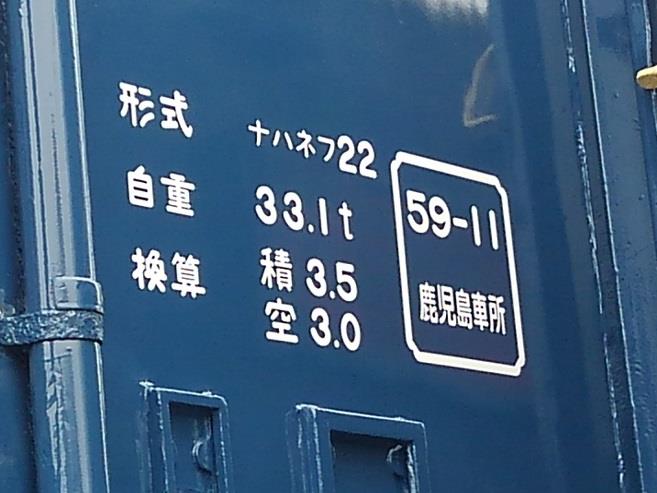 形式 ナハネフ22
自重 33.1t
換算 積3.5
空3.0
59-11
鹿児島車所